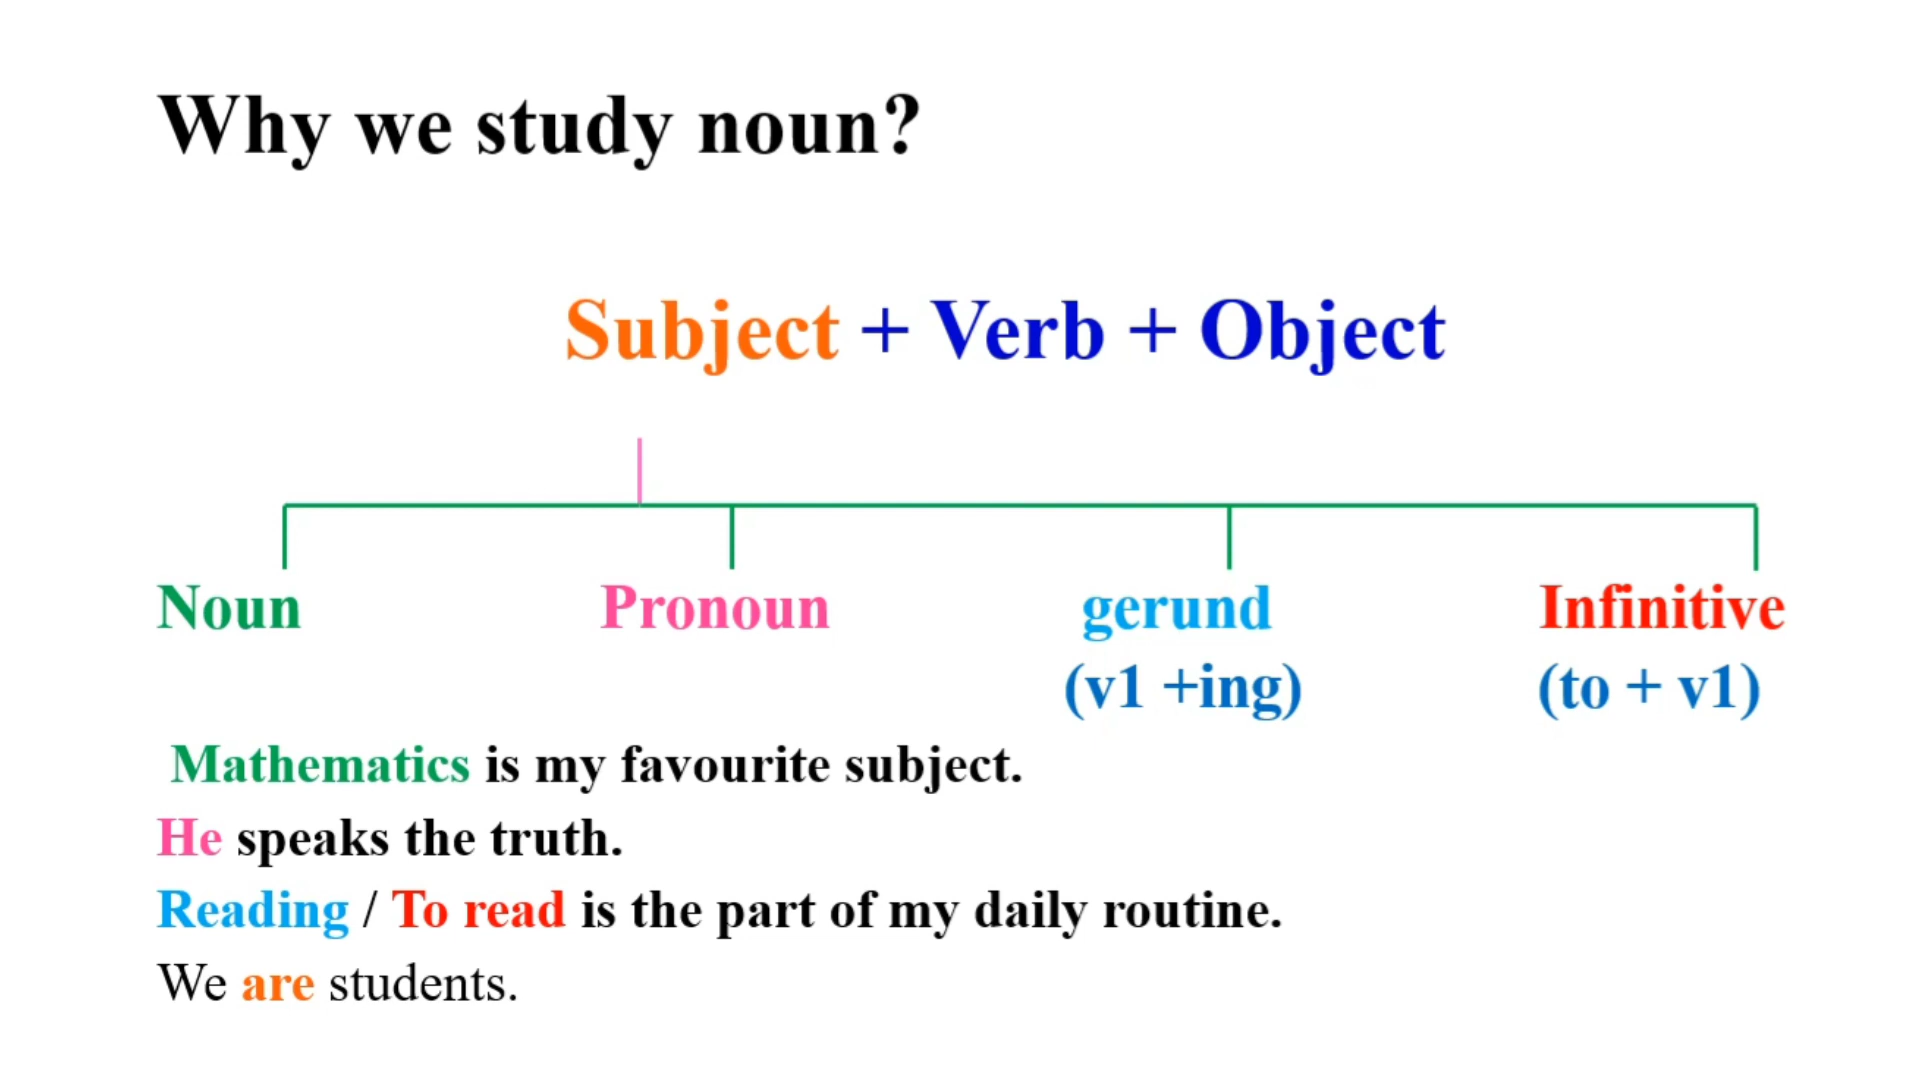 Why we study noun?
Subject + Verb + Object
Noun Pronoun gerund Infinitive
(v1 +ing) (to + v1)
Mathematics is my favourite subject.
He speaks the truth.
Reading / To read is the part of my daily routine.
We are students.